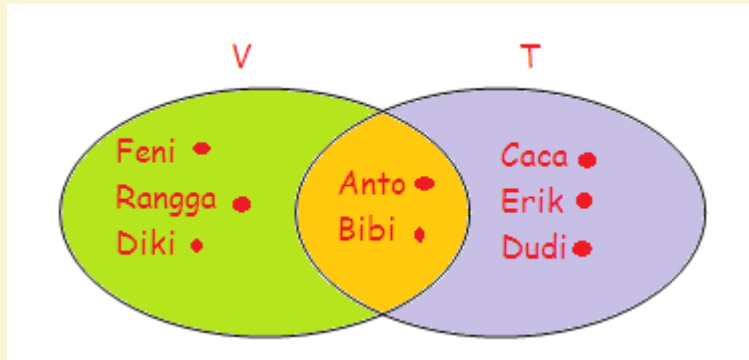 V T
Feni
Rangga
Diki
Anto
Bibi
Caca
Erik
Dudi